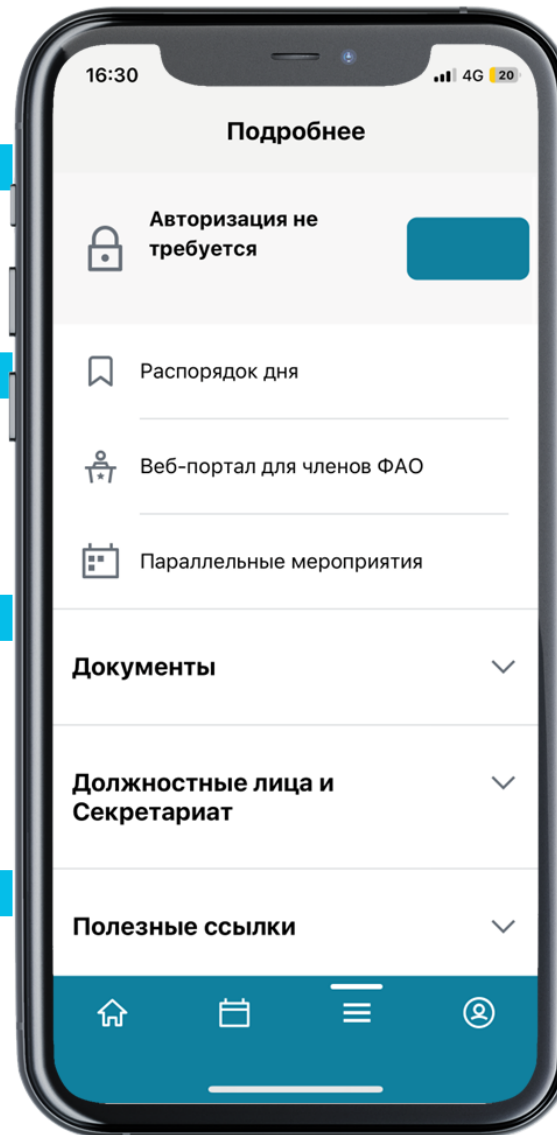 16:30
4G 20
Подробнее
Авторизация не
требуется
Распорядок дня
Веб-портал для членов ФАО
Параллельные мероприятия
Документы
Должностные лица и
Секретариат
Полезные ссылки